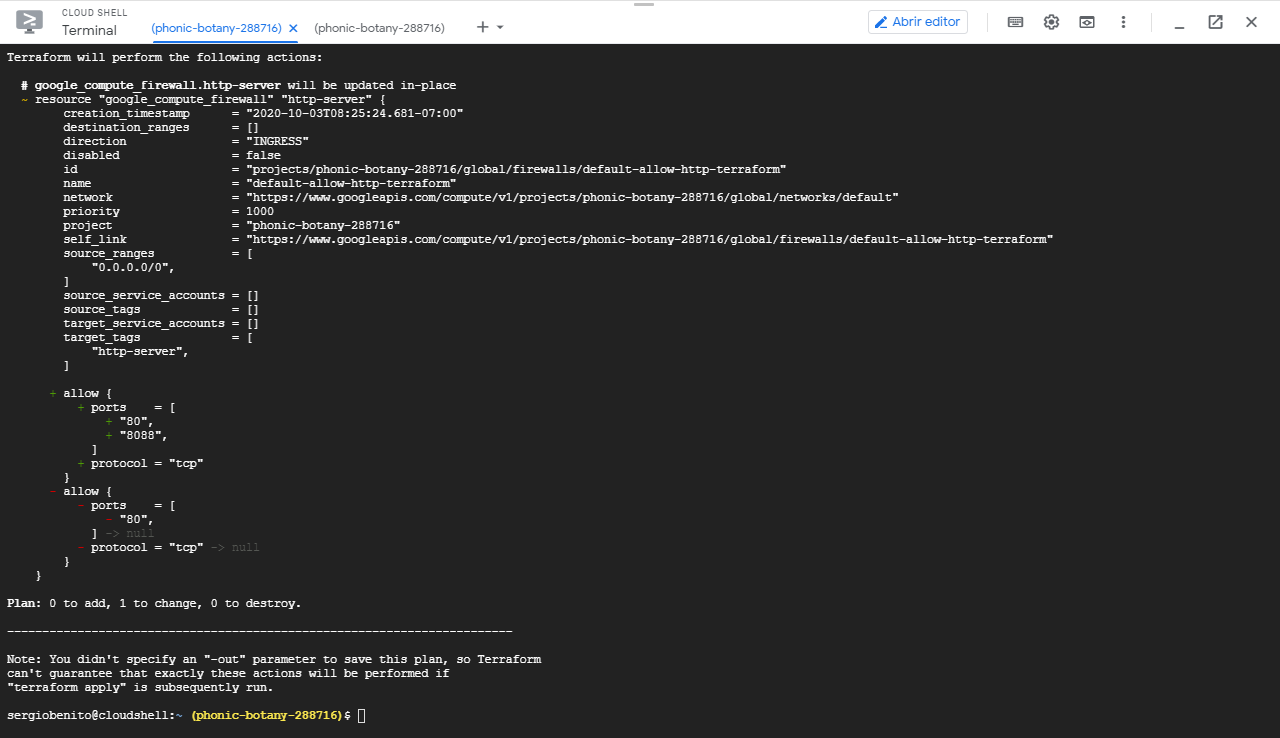 CLOUD SHELL
Terminal
(phonic-botany-288716) ×
(phonic-botany-288716)
+
Abrir editor
Terraform will perform the following actions:
  # google_compute_firewall.http-server will be updated in-place
  ~ resource "google_compute_firewall" "http-server" {
        creation_timestamp      = "2020-10-03T08:25:24.681-07:00"
        destination_ranges      = []
        direction               = "INGRESS"
        disabled                = false
        id                      = "projects/phonic-botany-288716/global/firewalls/default-allow-http-terraform"
        name                    = "default-allow-http-terraform"
        network                 = "https://www.googleapis.com/compute/v1/projects/phonic-botany-288716/global/networks/default"
        priority                = 1000
        project                 = "phonic-botany-288716"
        self_link               = "https://www.googleapis.com/compute/v1/projects/phonic-botany-288716/global/firewalls/default-allow-http-terraform"
        source_ranges           = [
            "0.0.0.0/0",
        ]
        source_service_accounts = []
        source_tags             = []
        target_service_accounts = []
        target_tags             = [
            "http-server",
        ]
      + allow {
          + ports    = [
              + "80",
              + "8088",
            ]
          + protocol = "tcp"
        }
      - allow {
          - ports    = [
              - "80",
            ] -> null
          - protocol = "tcp" -> null
        }
    }
Plan: 0 to add, 1 to change, 0 to destroy.
------------------------------------------------------------------------
Note: You didn't specify an "-out" parameter to save this plan, so Terraform
can't guarantee that exactly these actions will be performed if
"terraform apply" is subsequently run.
sergiobenito@cloudshell:~ (phonic-botany-288716)$